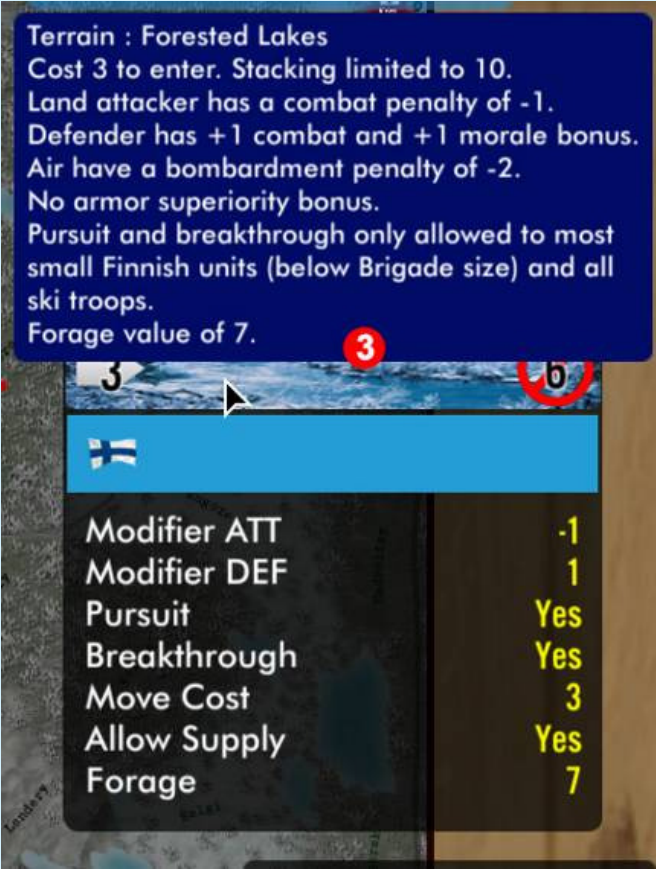 Terrain : Forested Lakes
Cost 3 to enter. Stacking limited to 10.
Land attacker has a combat penalty of -1.
Defender has +1 combat and +1 morale bonus.
Air have a bombardment penalty of -2.
No armor superiority bonus.
Pursuit and breakthrough only allowed to most
small Finnish units (below Brigade size) and all
ski troops.
Forage value of 7.
3
3
6
Modifier ATT -1
Modifier DEF 1
Pursuit Yes
Breakthrough Yes
Move Cost 3
Allow Supply Yes
Forage 7